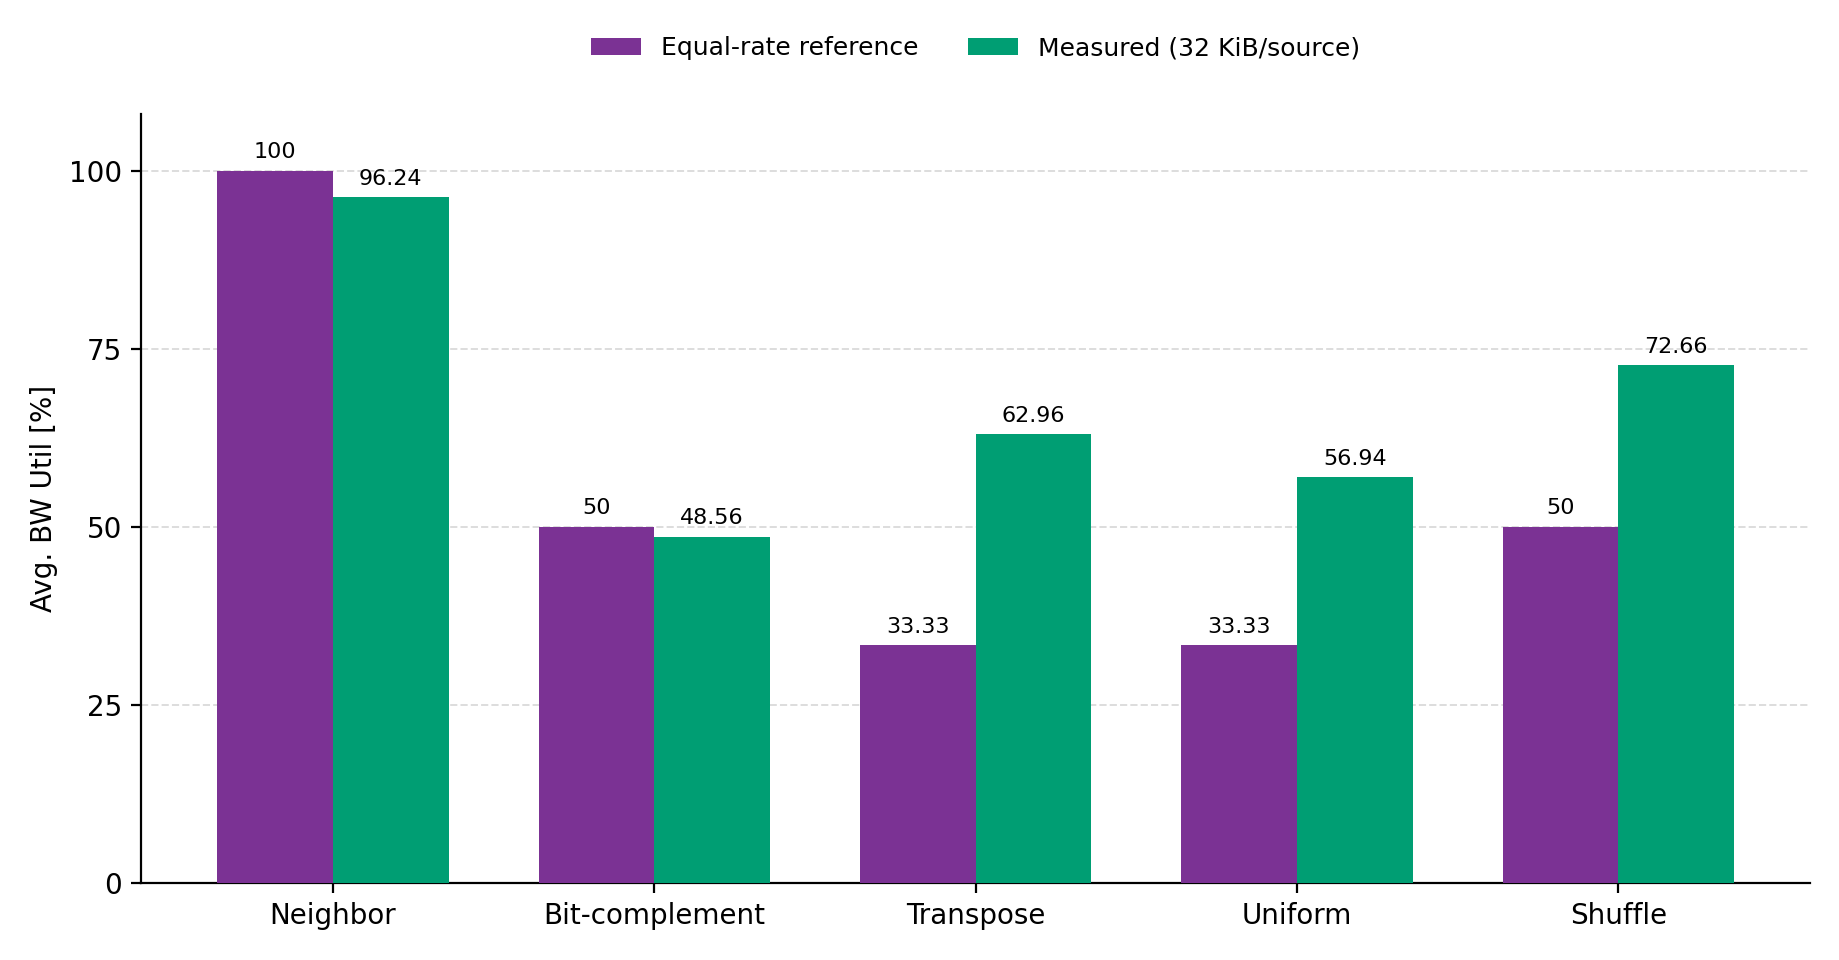 Equal-rate reference
Measured (32 KiB/source)
Avg. BW Util [%]
100
75
50
25
0
100
96.24
50
48.56
33.33
62.96
33.33
56.94
50
72.66
Neighbor
Bit-complement
Transpose
Uniform
Shuffle